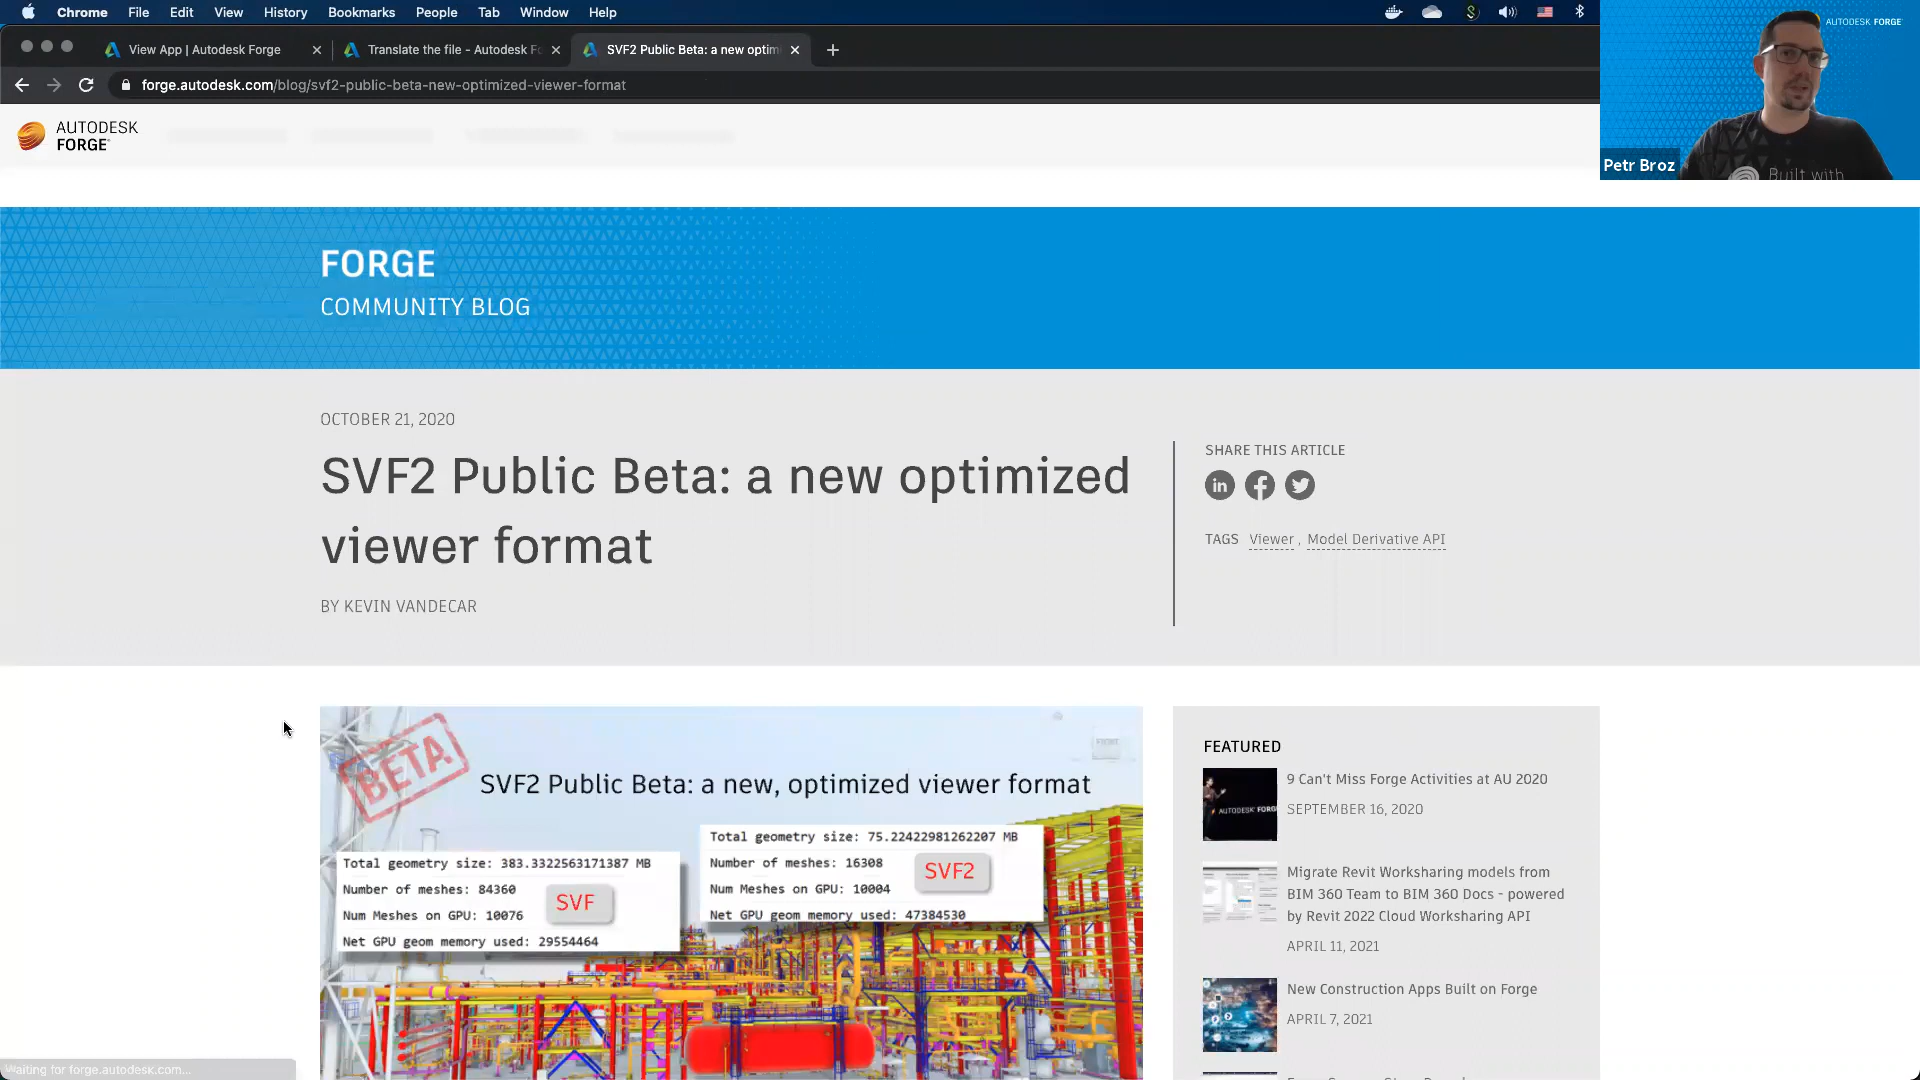 Chrome File Edit View History Bookmarks People Tab Window Help
View App | Autodesk Forge
Translate the file - Autodesk Fo
SVF2 Public Beta: a new optim
forge.autodesk.com/blog/svf2-public-beta-new-optimized-viewer-format
AUTODESK FORGE
Built with
Petr Broz
AUTODESK
FORGE
FORGE
COMMUNITY BLOG
OCTOBER 21, 2020
SVF2 Public Beta: a new optimized
viewer format
BY KEVIN VANDECAR
SHARE THIS ARTICLE
in
TAGS Viewer , Model Derivative API
BETA
SVF2 Public Beta: a new, optimized viewer format
Total geometry size: 383.3322563171387 MB
Number of meshes: 84360
Num Meshes on GPU: 10076
Net GPU geom memory used: 29554464
SVF
Total geometry size: 75.22422981262207 MB
Number of meshes: 16308
Num Meshes on GPU: 10004
Net GPU geom memory used: 47384530
SVF2
FEATURED
AUTODESK FORGE
9 Can't Miss Forge Activities at AU 2020
SEPTEMBER 16, 2020
Migrate Revit Worksharing models from
BIM 360 Team to BIM 360 Docs - powered
by Revit 2022 Cloud Worksharing API
APRIL 11, 2021
New Construction Apps Built on Forge
APRIL 7, 2021
Waiting for forge.autodesk.com...